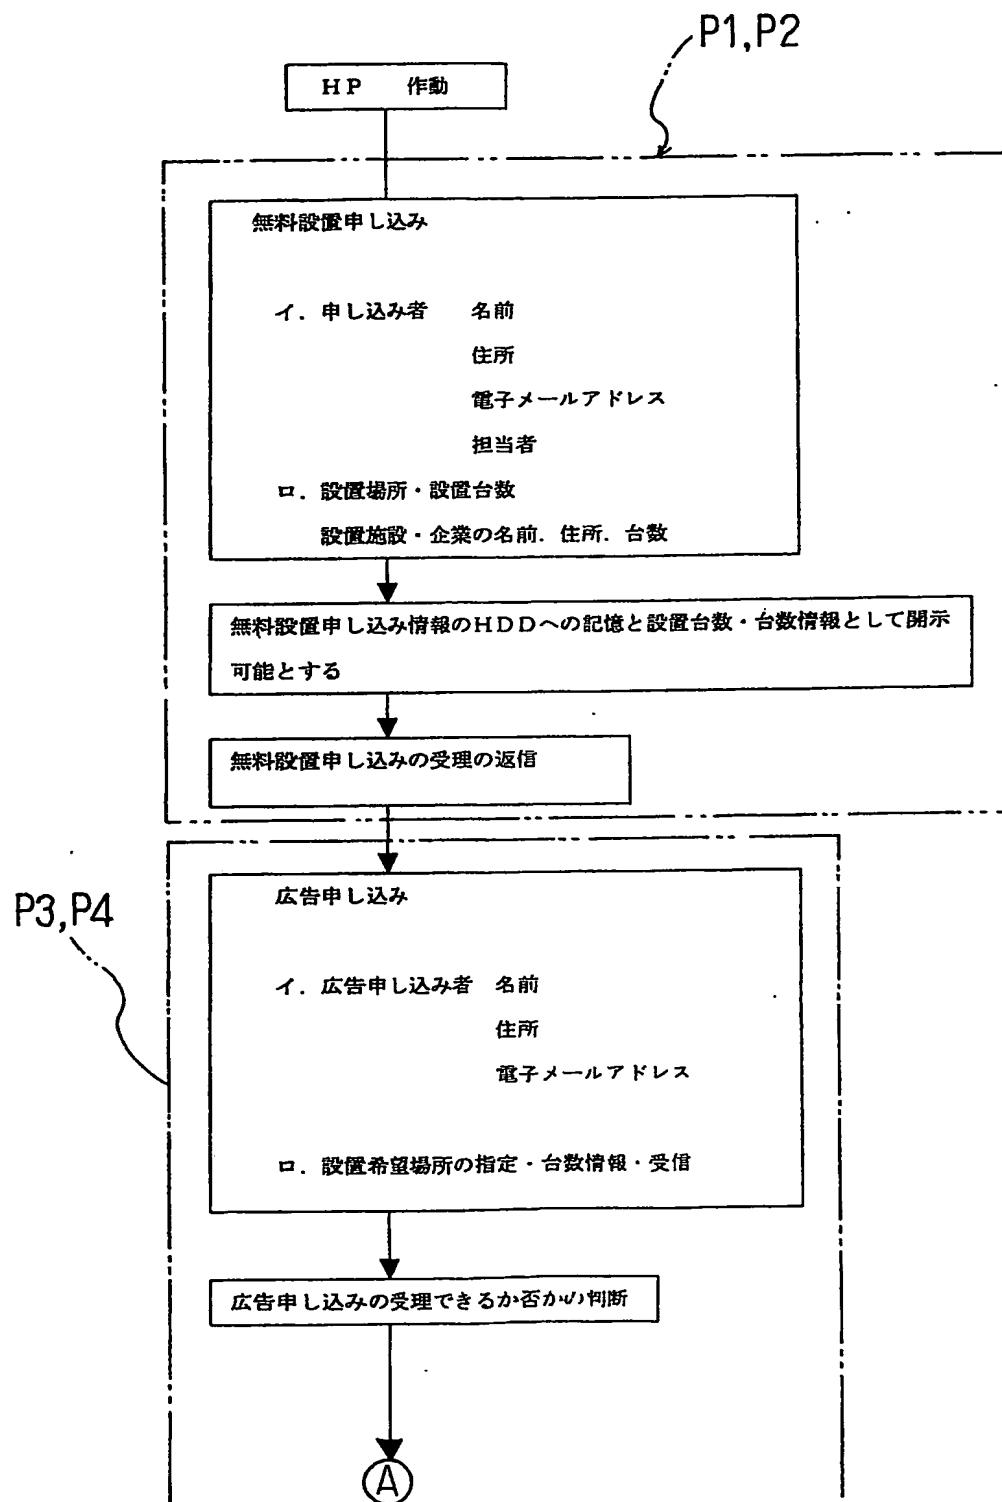 P1,P2
HP 作動
無料設置申し込み
イ. 申し込み者 名前
住所
電子メールアドレス
担当者
ロ. 設置場所・設置台数
設置施設・企業の名前. 住所. 台数
無料設置申し込み情報のHDDへの記憶と設置台数・台数情報として開示
可能とする
無料設置申し込みの受理の返信
P3,P4
広告申し込み
イ. 広告申し込み者 名前
住所
電子メールアドレス
ロ. 設置希望場所の指定・台数情報・受信
広告申し込みの受理できるか否かの判断
A